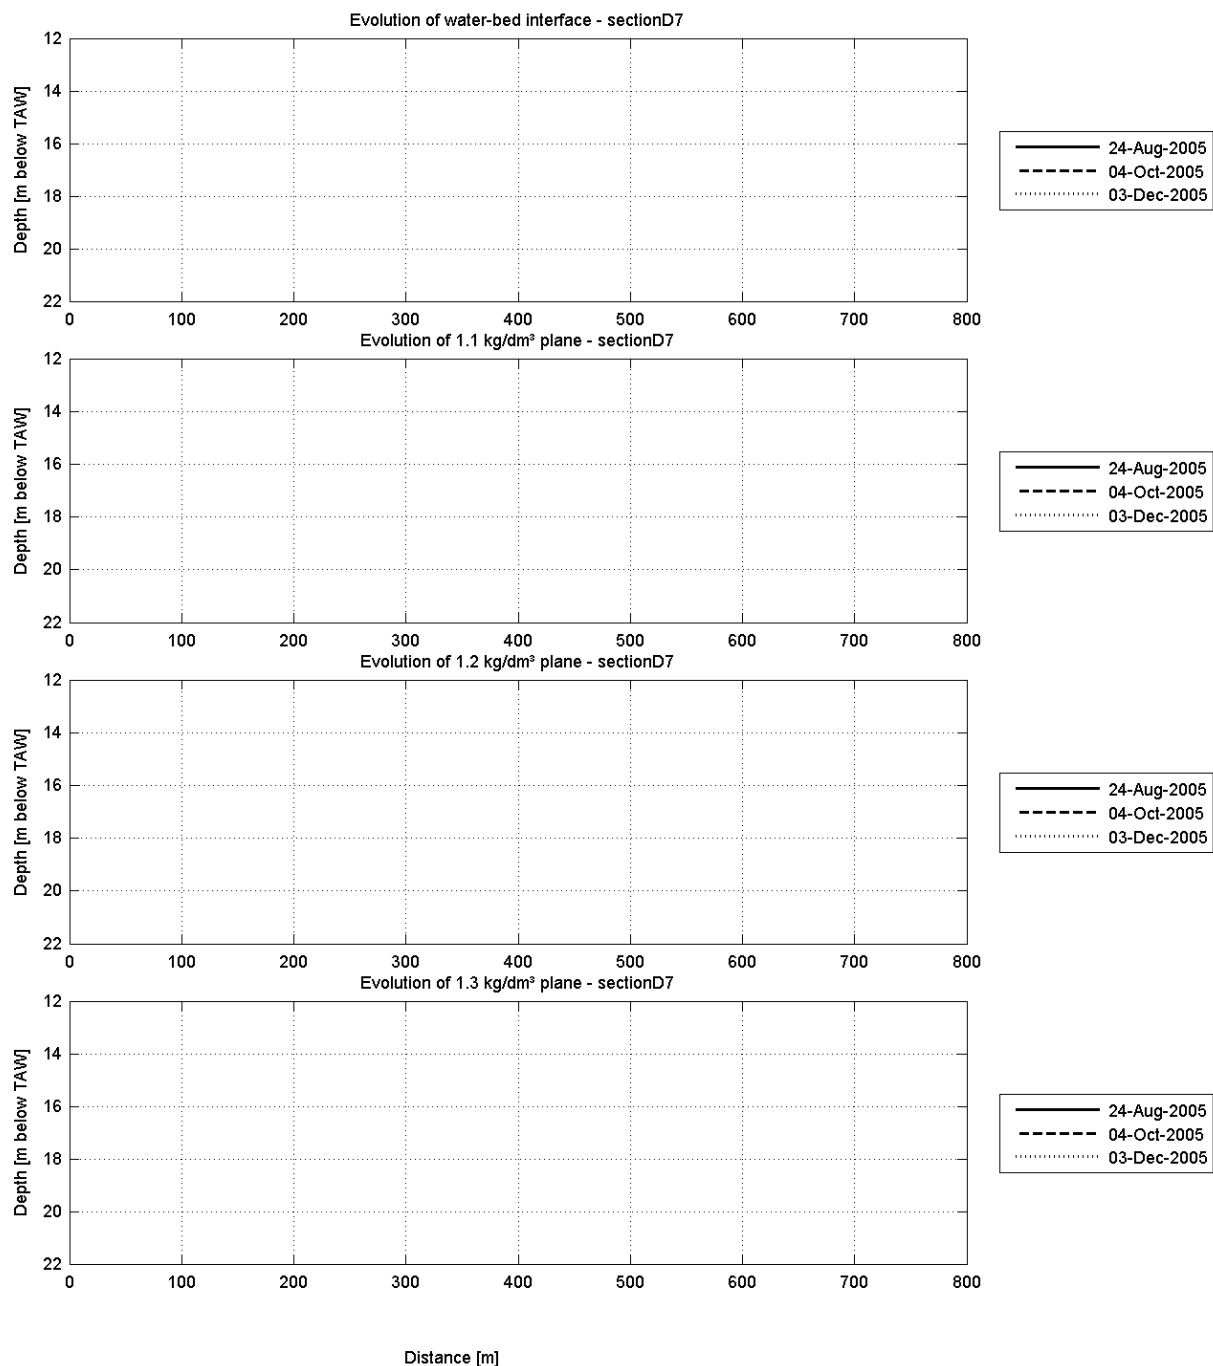 Evolution of water-bed interface - sectionD7
Depth [m below TAW]
12
14
16
18
20
22
0 100 200 300 400 500 600 700 800
24-Aug-2005
04-Oct-2005
03-Dec-2005
Evolution of 1.1 kg/dm³ plane - sectionD7
Depth [m below TAW]
12
14
16
18
20
22
0 100 200 300 400 500 600 700 800
24-Aug-2005
04-Oct-2005
03-Dec-2005
Evolution of 1.2 kg/dm³ plane - sectionD7
Depth [m below TAW]
12
14
16
18
20
22
0 100 200 300 400 500 600 700 800
24-Aug-2005
04-Oct-2005
03-Dec-2005
Evolution of 1.3 kg/dm³ plane - sectionD7
Depth [m below TAW]
12
14
16
18
20
22
0 100 200 300 400 500 600 700 800
24-Aug-2005
04-Oct-2005
03-Dec-2005
Distance [m]